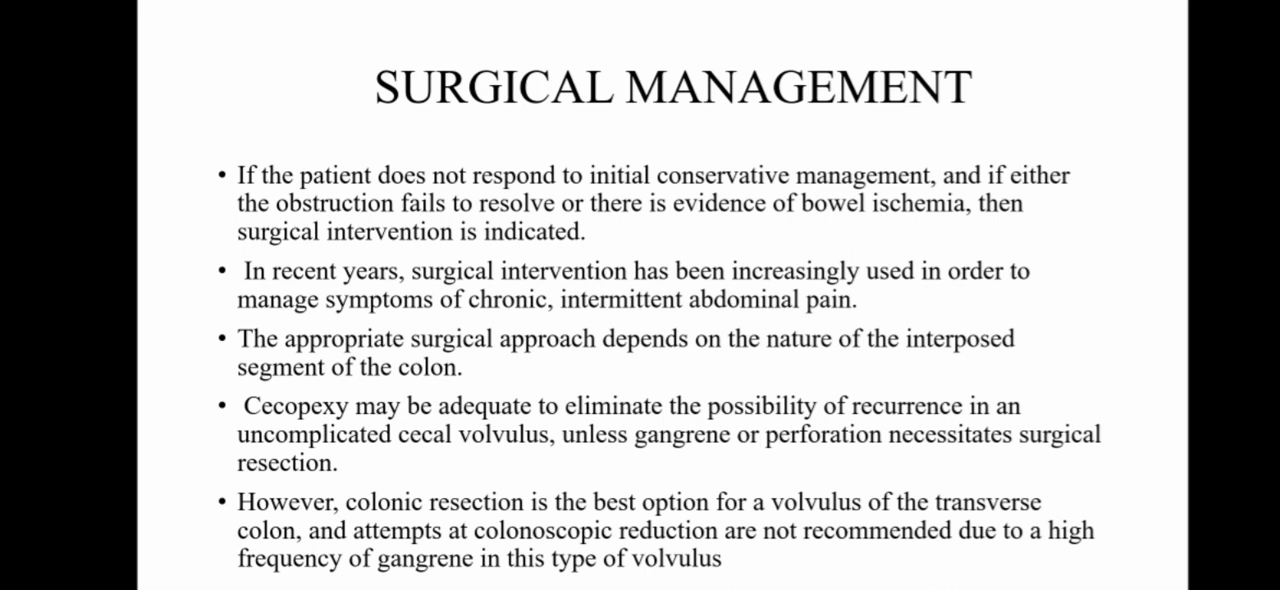 SURGICAL MANAGEMENT
• If the patient does not respond to initial conservative management, and if either
the obstruction fails to resolve or there is evidence of bowel ischemia, then
surgical intervention is indicated.
• In recent years, surgical intervention has been increasingly used in order to
manage symptoms of chronic, intermittent abdominal pain.
• The appropriate surgical approach depends on the nature of the interposed
segment of the colon.
• Cecopexy may be adequate to eliminate the possibility of recurrence in an
uncomplicated cecal volvulus, unless gangrene or perforation necessitates surgical
resection.
• However, colonic resection is the best option for a volvulus of the transverse
colon, and attempts at colonoscopic reduction are not recommended due to a high
frequency of gangrene in this type of volvulus